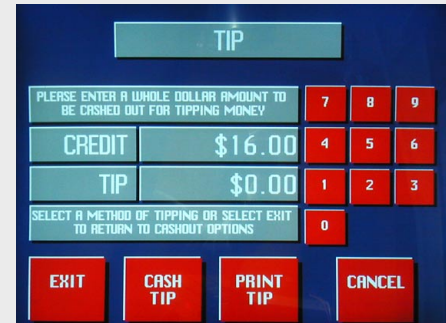 TIP
PLEASE ENTER A WHOLE DOLLAR AMOUNT TO
BE CASHED OUT FOR TIPPING MONEY
7 8 9
CREDIT $16.00 4 5 6
TIP $0.00 1 2 3
SELECT A METHOD OF TIPPING OR SELECT EXIT
TO RETURN TO CASHOUT OPTIONS
0
EXIT CASH PRINT CANCEL
TIP TIP